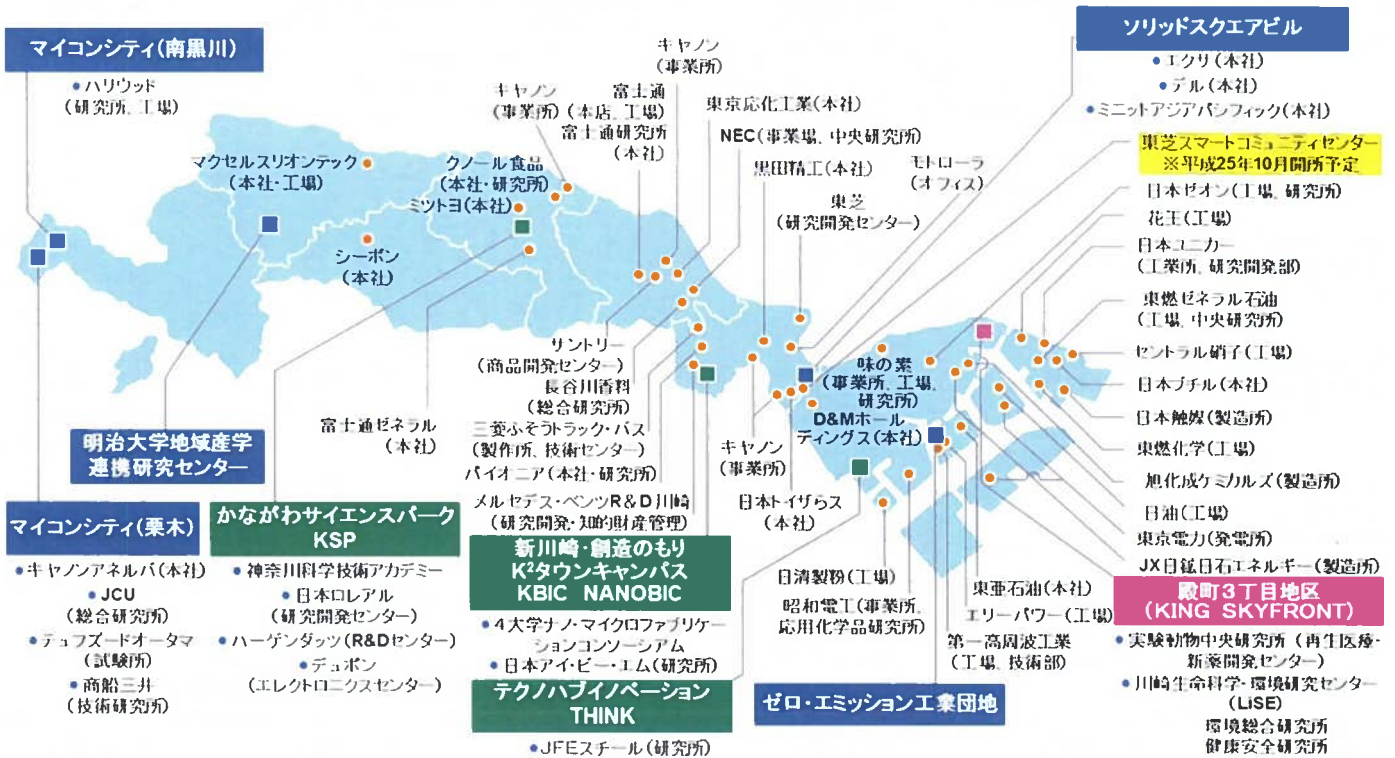 マイコンシティ(南黒川)
•ハリウッド
(研究所、工場)
マクセルスリオンテック
(本社・工場)
シーボン
(本社)
クノール食品
(本社・研究所)
ミツトヨ(本社)
キヤノン
(事業所)
富士通
(本店、工場)
富士通研究所
(本社)
キヤノン
(事業所)
東京応化工業(本社)
NEC(事業場、中央研究所)
黒田精工(本社)
モトローラ
(オフィス)
東芝
(研究開発センター)
ソリッドスクエアビル
•エクサ(本社)
•デル(本社)
•ミニットアジアパシフィック(本社)
東芝スマートコミュニティセンター
※平成25年10月開所予定
日本ゼオン(工場、研究所)
花王(工場)
日本ユニカー
(工業所、研究開発部)
東燃ゼネラル石油
(工場、中央研究所)
セントラル硝子(工場)
日本ブチル(本社)
日本触媒(製造所)
東燃化学(工場)
旭化成ケミカルズ(製造所)
日油(工場)
東京電力(発電所)
JX日鉱日石エネルギー(製造所)
殿町3丁目地区
(KING SKYFRONT)
•実験動物中央研究所(再生医療・
新薬開発センター)
•川崎生命科学・環境研究センター
(LiSE)
環境総合研究所
健康安全研究所
味の素
(事業所、工場、
研究所)
D&Mホール
ディングス(本社)
サントリー
(商品開発センター)
長谷川香料
(総合研究所)
三菱ふそうトラック・バス
(製作所、技術センター)
パイオニア(本社・研究所)
メルセデス・ベンツR&D川崎
(研究開発・知的財産管理)
富士通ゼネラル
(本社)
キヤノン
(事業所)
日本トイザらス
(本社)
日清製粉(工場)
昭和電工(事業所、
応用化学品研究所)
東亜石油(本社)
エリーパワー(工場)
第一高周波工業
(工場、技術部)
ゼロ・エミッション工業団地
明治大学地域産学
連携研究センター
マイコンシティ(栗木)
•キヤノンアネルバ(本社)
•JCU
(総合研究所)
•テュフズードオータマ
(試験所)
•商船三井
(技術研究所)
かながわサイエンスパーク
KSP
•神奈川科学技術アカデミー
•日本ロレアル
(研究開発センター)
•ハーゲンダッツ(R&Dセンター)
•デュポン
(エレクトロニクスセンター)
新川崎・創造のもり
K²タウンキャンパス
KBIC NANOBIC
•4大学ナノ・マイクロファブリケー
ションコンソーシアム
•日本アイ・ビー・エム(研究所)
テクノハブイノベーション
THINK
•JFEスチール(研究所)